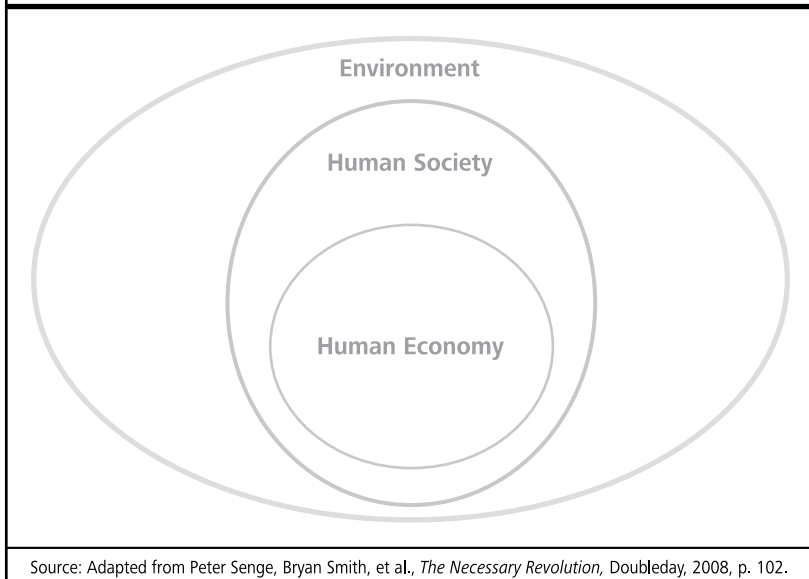 Environment
Human Society
Human Economy
Source: Adapted from Peter Senge, Bryan Smith, et al., The Necessary Revolution, Doubleday, 2008, p. 102.